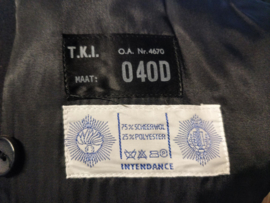 T.K.I. O.A. Nr. 4670
MAAT: 040D
75% SCHEERWOL
25% POLYESTER
INTENDANCE